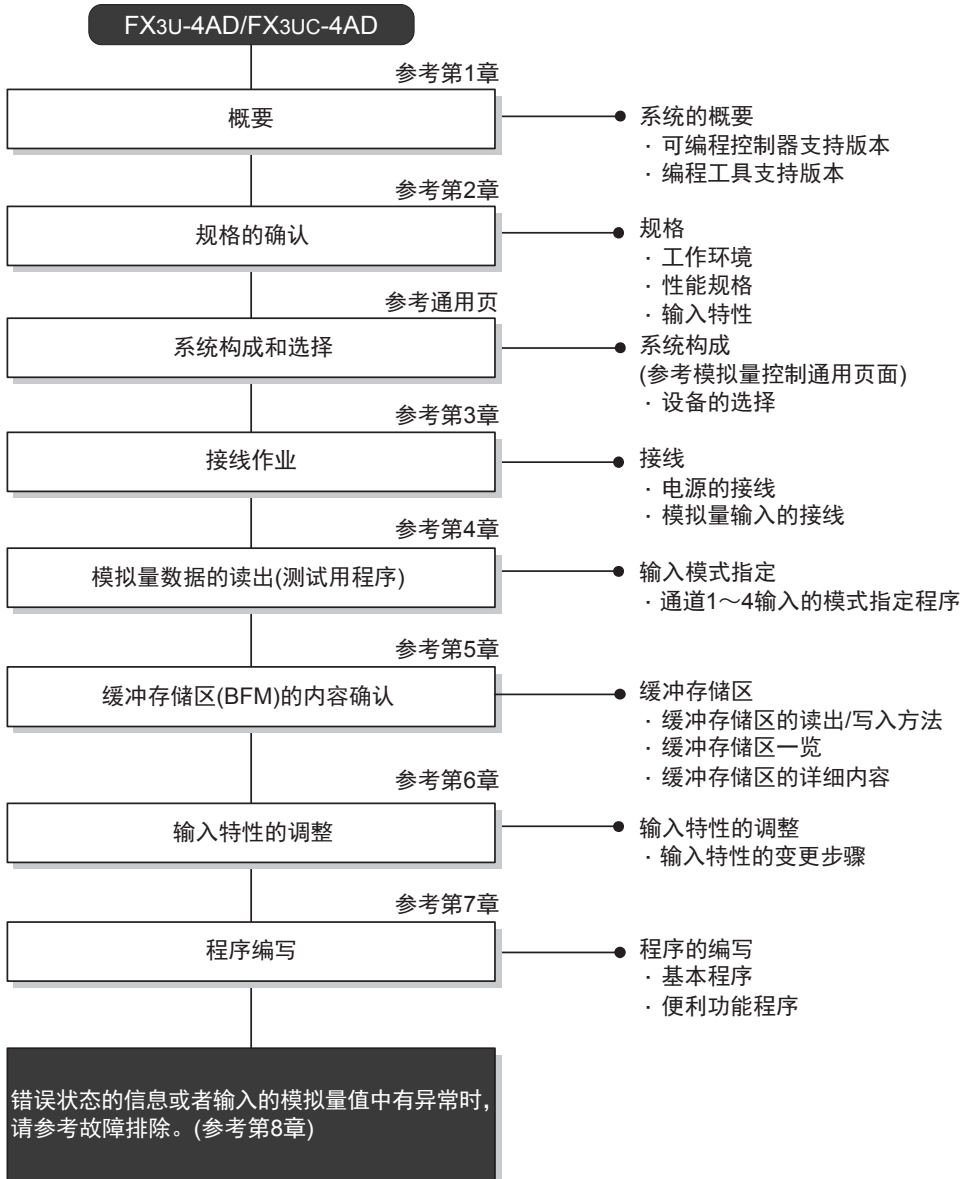 FX3U-4AD/FX3UC-4AD
参考第1章
概要
系统的概要
· 可编程控制器支持版本
· 编程工具支持版本
参考第2章
规格的确认
规格
· 工作环境
· 性能规格
· 输入特性
参考通用页
系统构成和选择
系统构成
(参考模拟量控制通用页面)
· 设备的选择
参考第3章
接线作业
接线
· 电源的接线
· 模拟量输入的接线
参考第4章
模拟量数据的读出(测试用程序)
输入模式指定
· 通道1～4输入的模式指定程序
参考第5章
缓冲存储区(BFM)的内容确认
缓冲存储区
· 缓冲存储区的读出/写入方法
· 缓冲存储区一览
· 缓冲存储区的详细内容
参考第6章
输入特性的调整
输入特性的调整
· 输入特性的变更步骤
参考第7章
程序编写
程序的编写
· 基本程序
· 便利功能程序
错误状态的信息或者输入的模拟量值中有异常时，
请参考故障排除。(参考第8章)